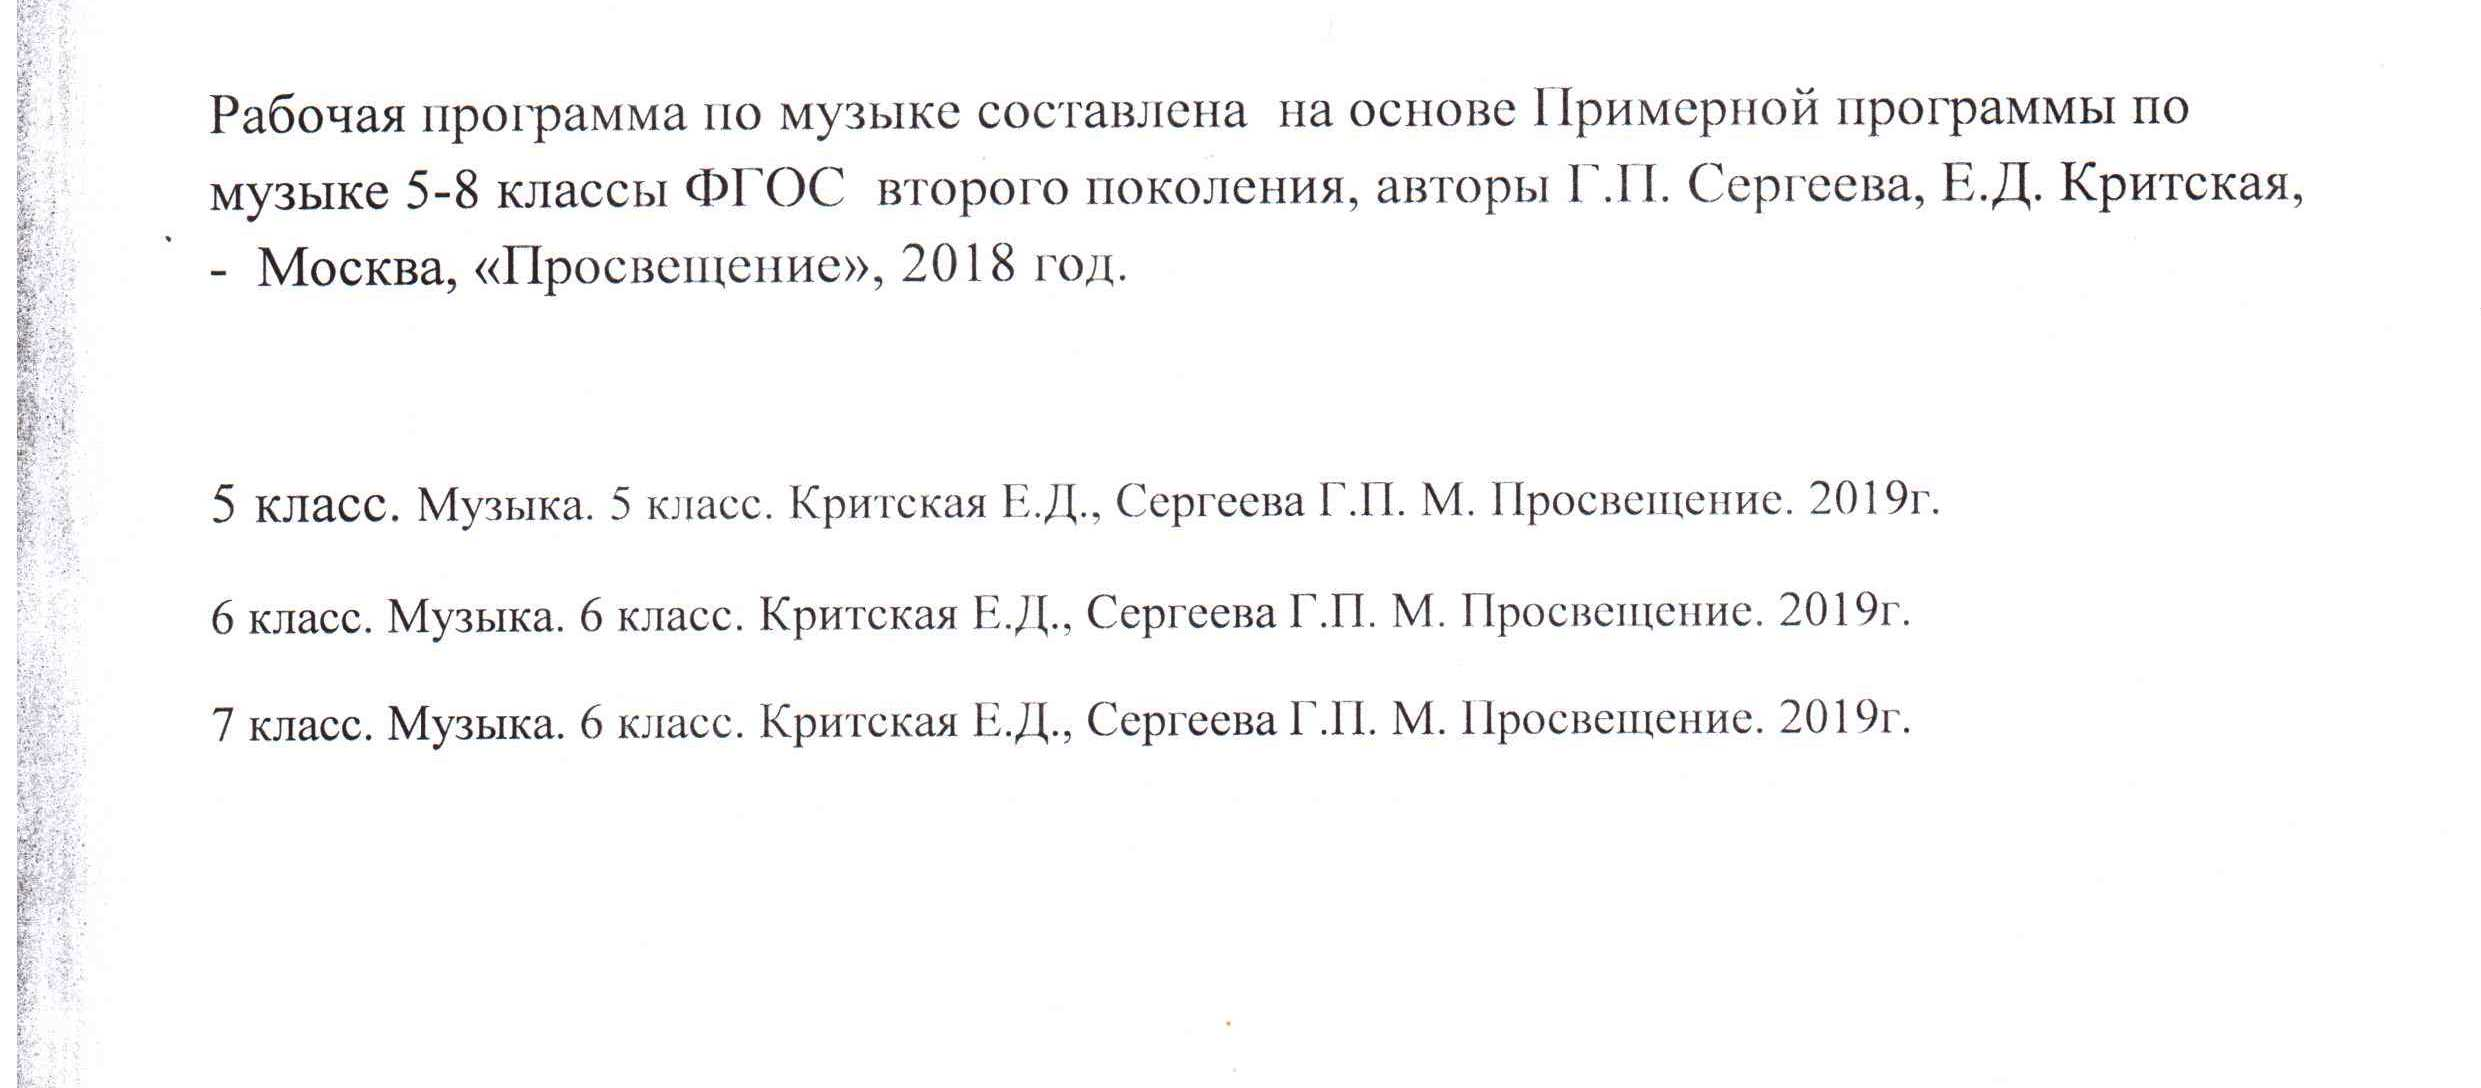 Рабочая программа по музыке составлена на основе Примерной программы по
музыке 5-8 классы ФГОС второго поколения, авторы Г.П. Сергеева, Е.Д. Критская,
- Москва, «Просвещение», 2018 год.
5 класс. Музыка. 5 класс. Критская Е.Д., Сергеева Г.П. М. Просвещение. 2019г.
6 класс. Музыка. 6 класс. Критская Е.Д., Сергеева Г.П. М. Просвещение. 2019г.
7 класс. Музыка. 6 класс. Критская Е.Д., Сергеева Г.П. М. Просвещение. 2019г.